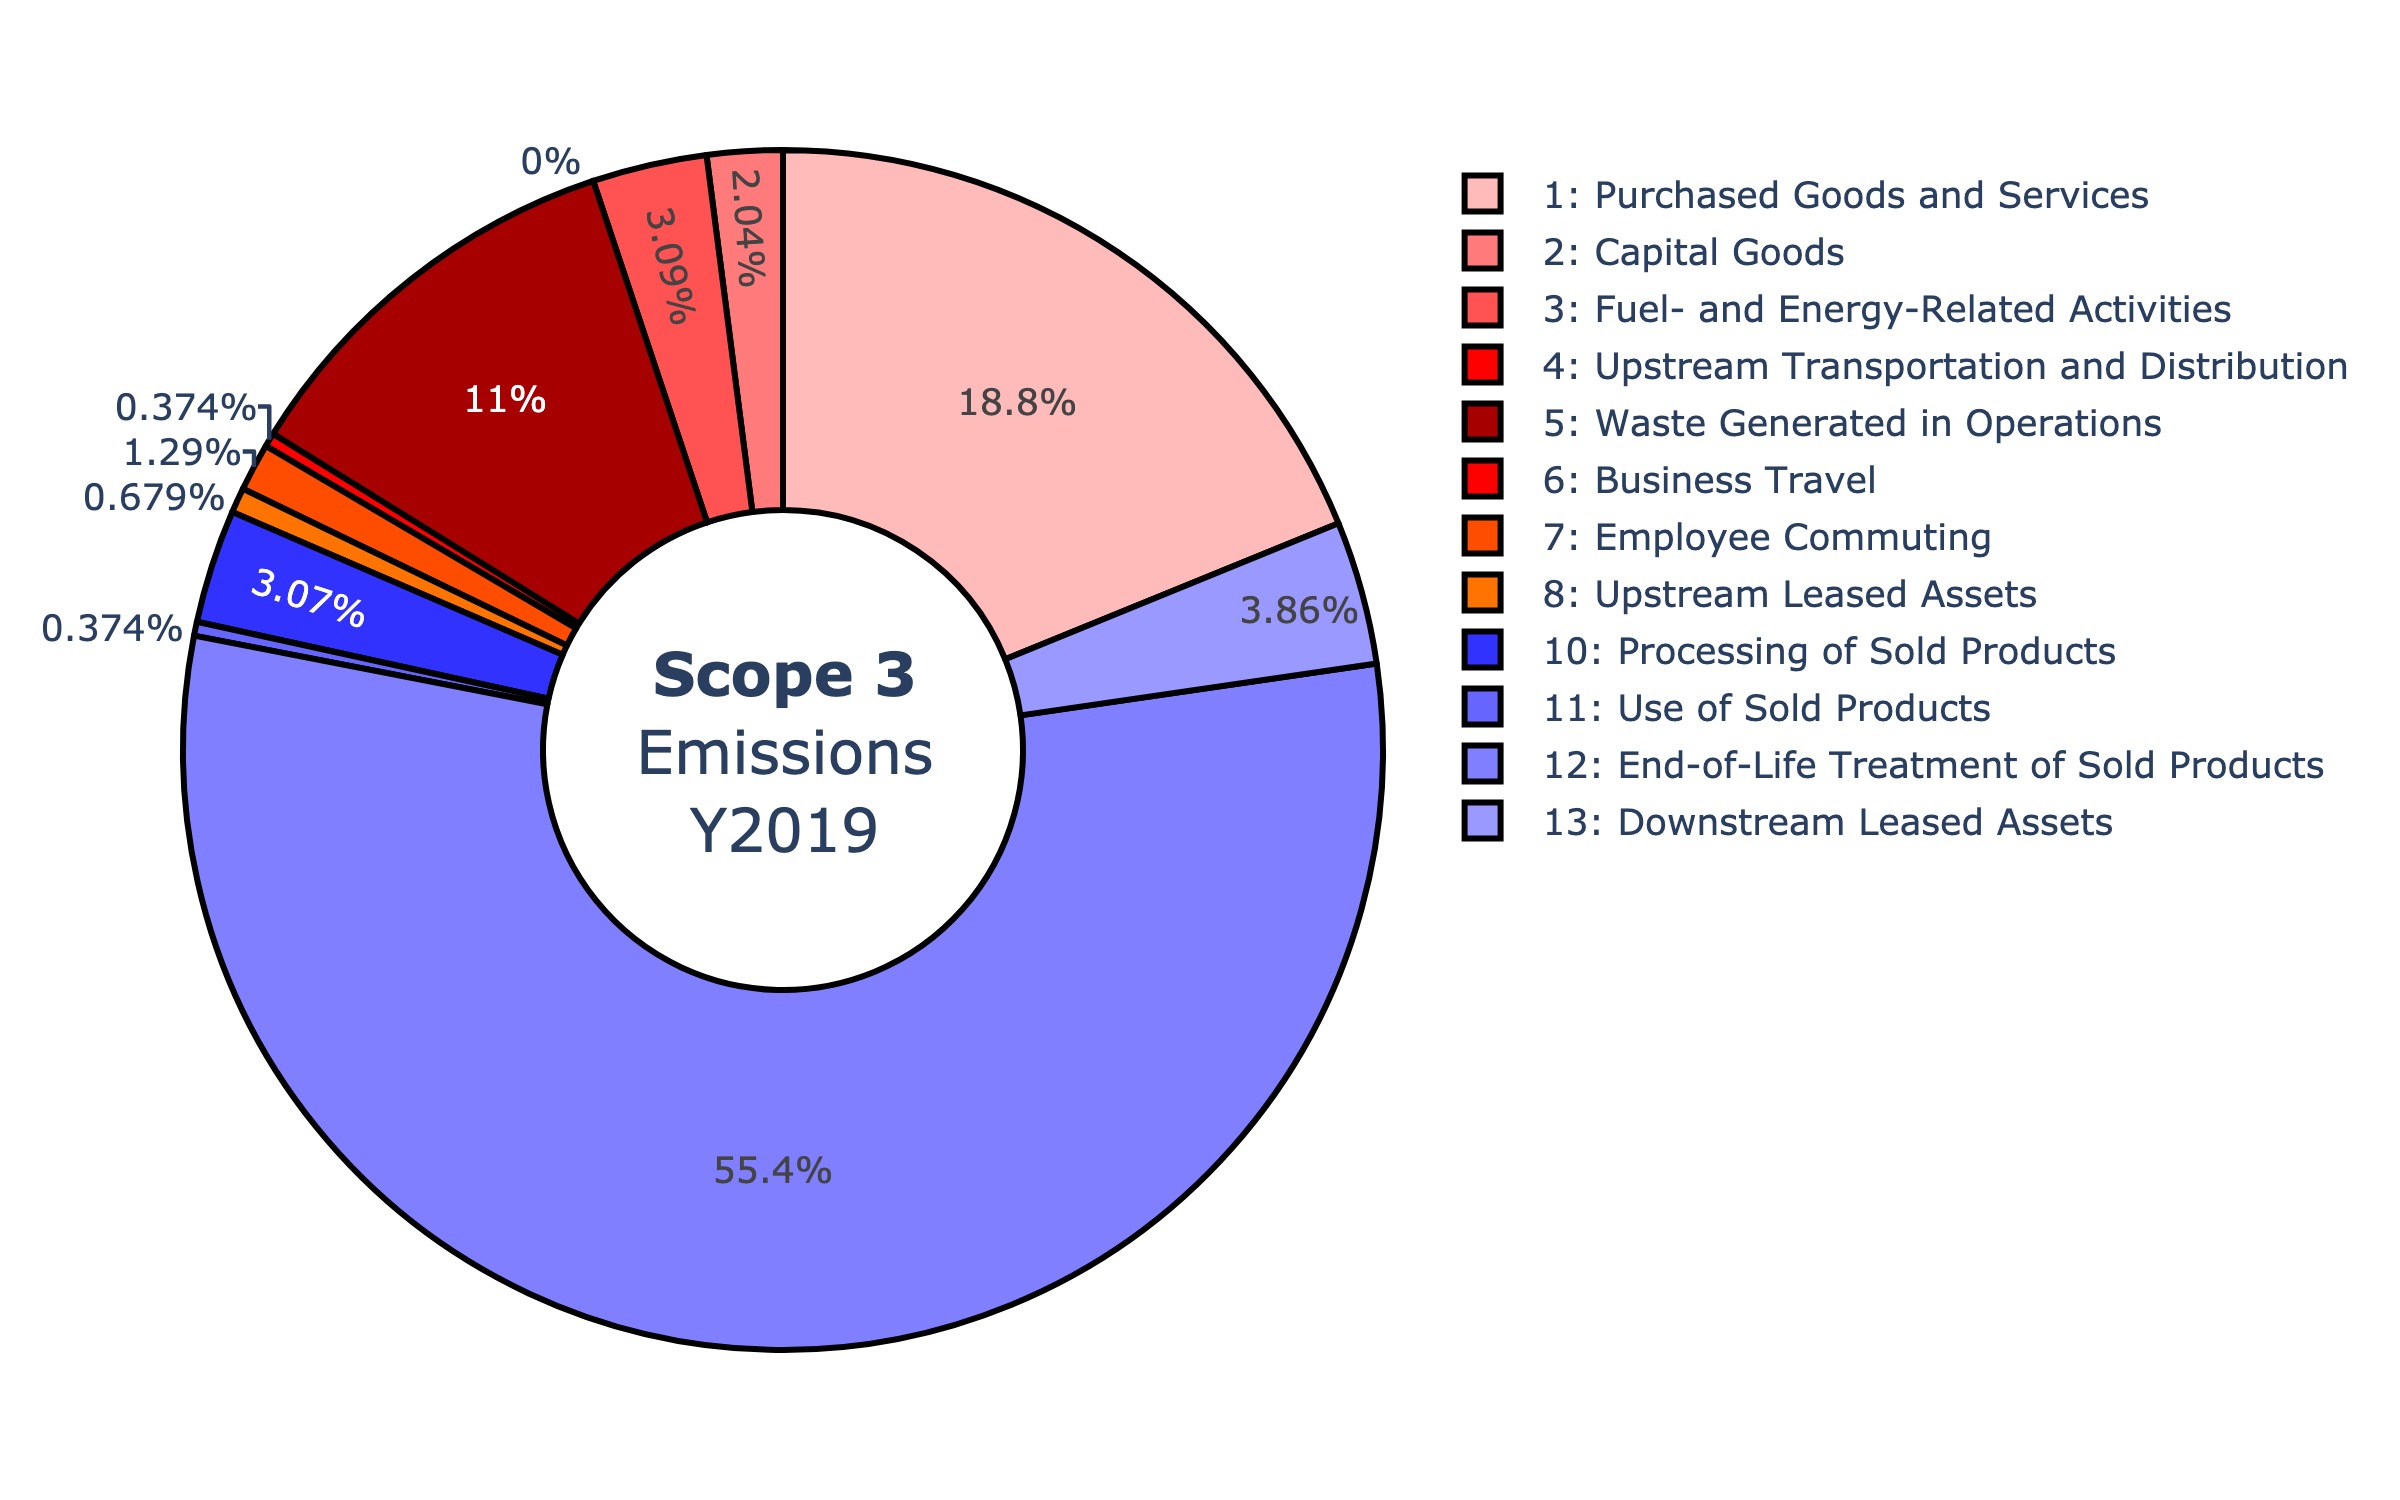 0%
2.04%
3.09%
18.8%
11%
0.374%
1.29%
0.679%
3.07%
0.374%
3.86%
55.4%
Scope 3
Emissions
Y2019
1: Purchased Goods and Services
2: Capital Goods
3: Fuel- and Energy-Related Activities
4: Upstream Transportation and Distribution
5: Waste Generated in Operations
6: Business Travel
7: Employee Commuting
8: Upstream Leased Assets
10: Processing of Sold Products
11: Use of Sold Products
12: End-of-Life Treatment of Sold Products
13: Downstream Leased Assets